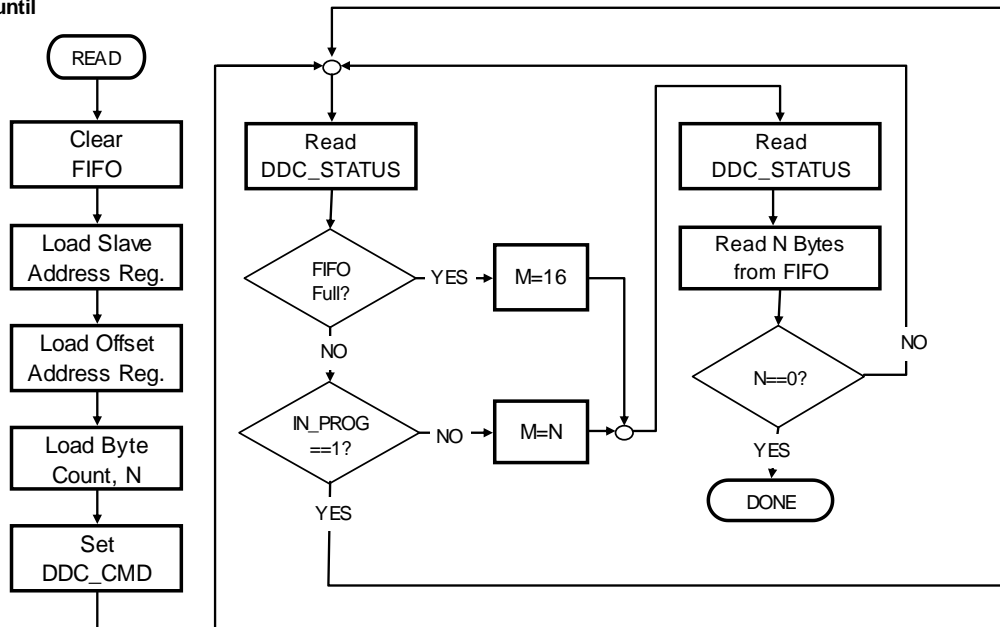 until
READ
Clear
FIFO
Load Slave
Address Reg.
Load Offset
Address Reg.
Load Byte
Count, N
Set
DDC_CMD
Read
DDC_STATUS
FIFO
Full?
YES
M=16
NO
IN_PROG
==1?
NO
M=N
YES
Read
DDC_STATUS
Read N Bytes
from FIFO
N==0?
NO
YES
DONE